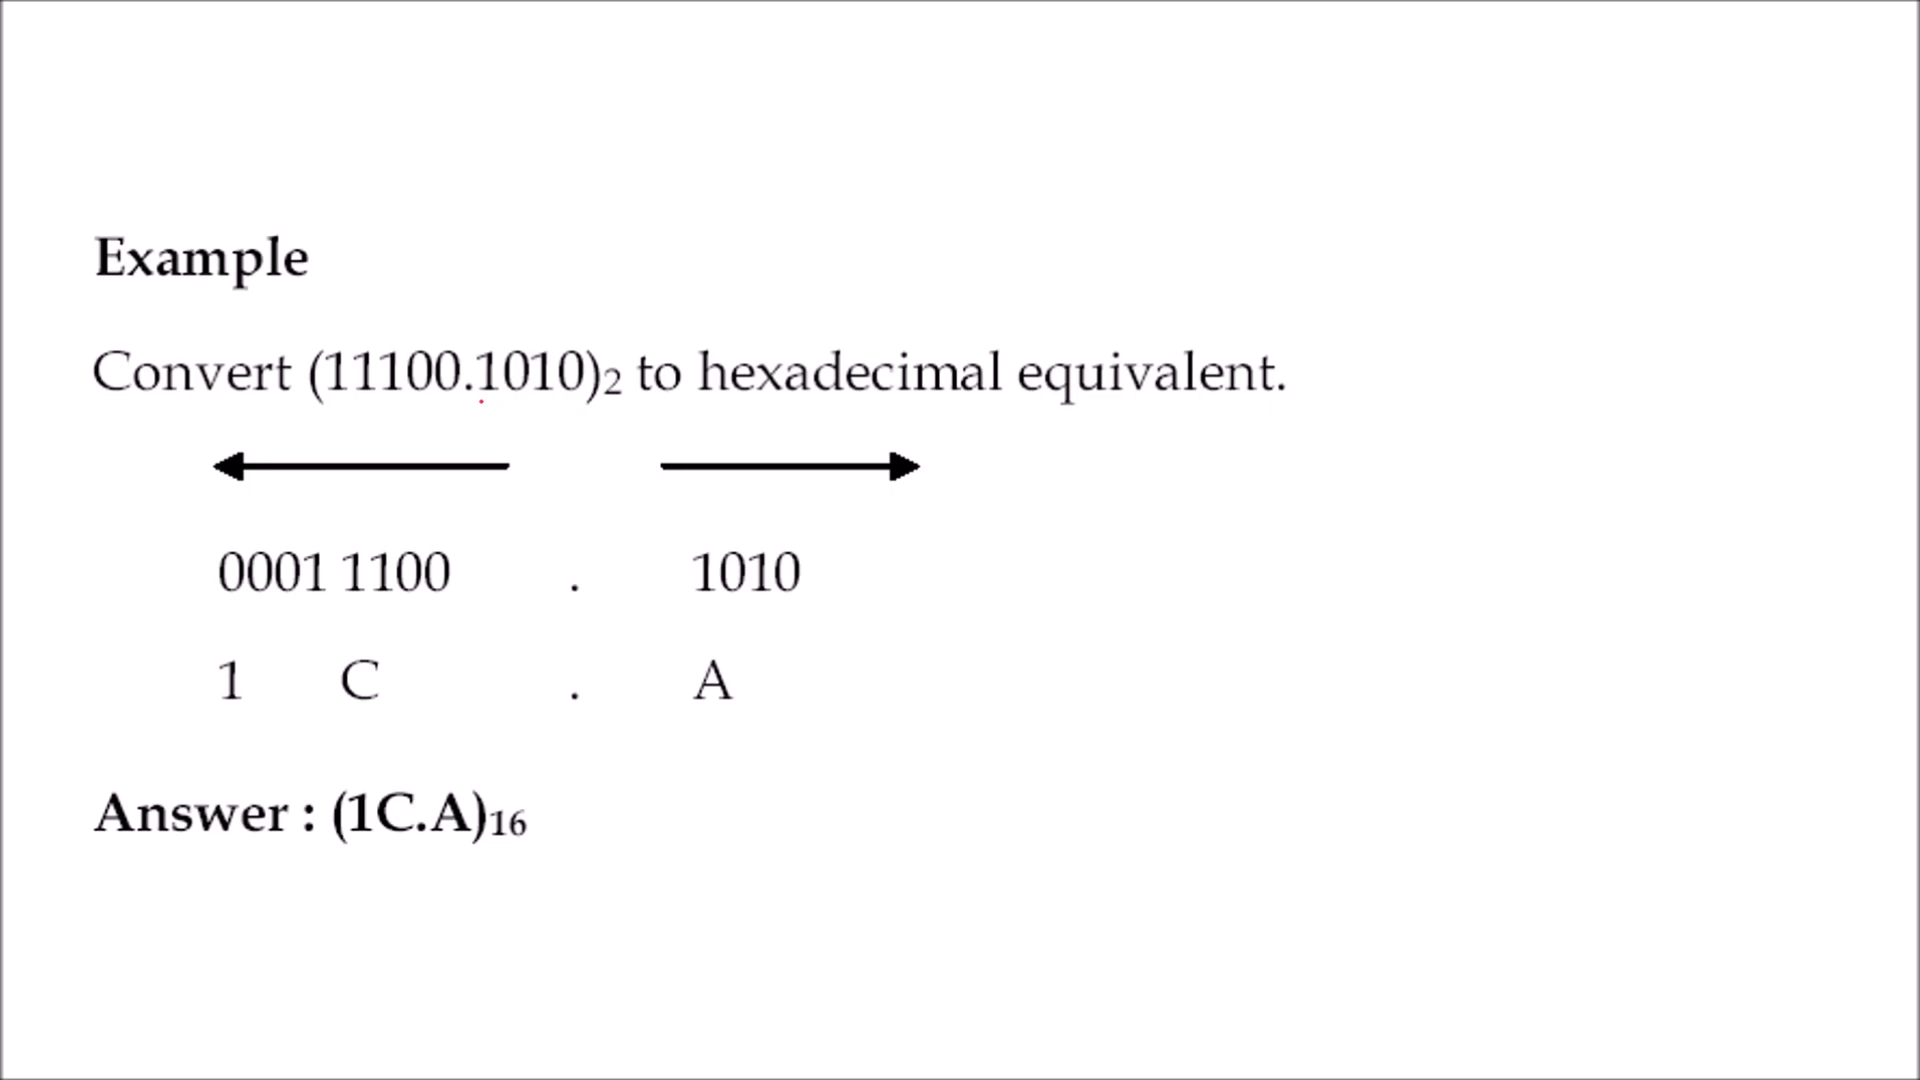 Example
Convert (11100.1010)₂ to hexadecimal equivalent.
0001 1100 . 1010
1 C . A
Answer : (1C.A)₁₆